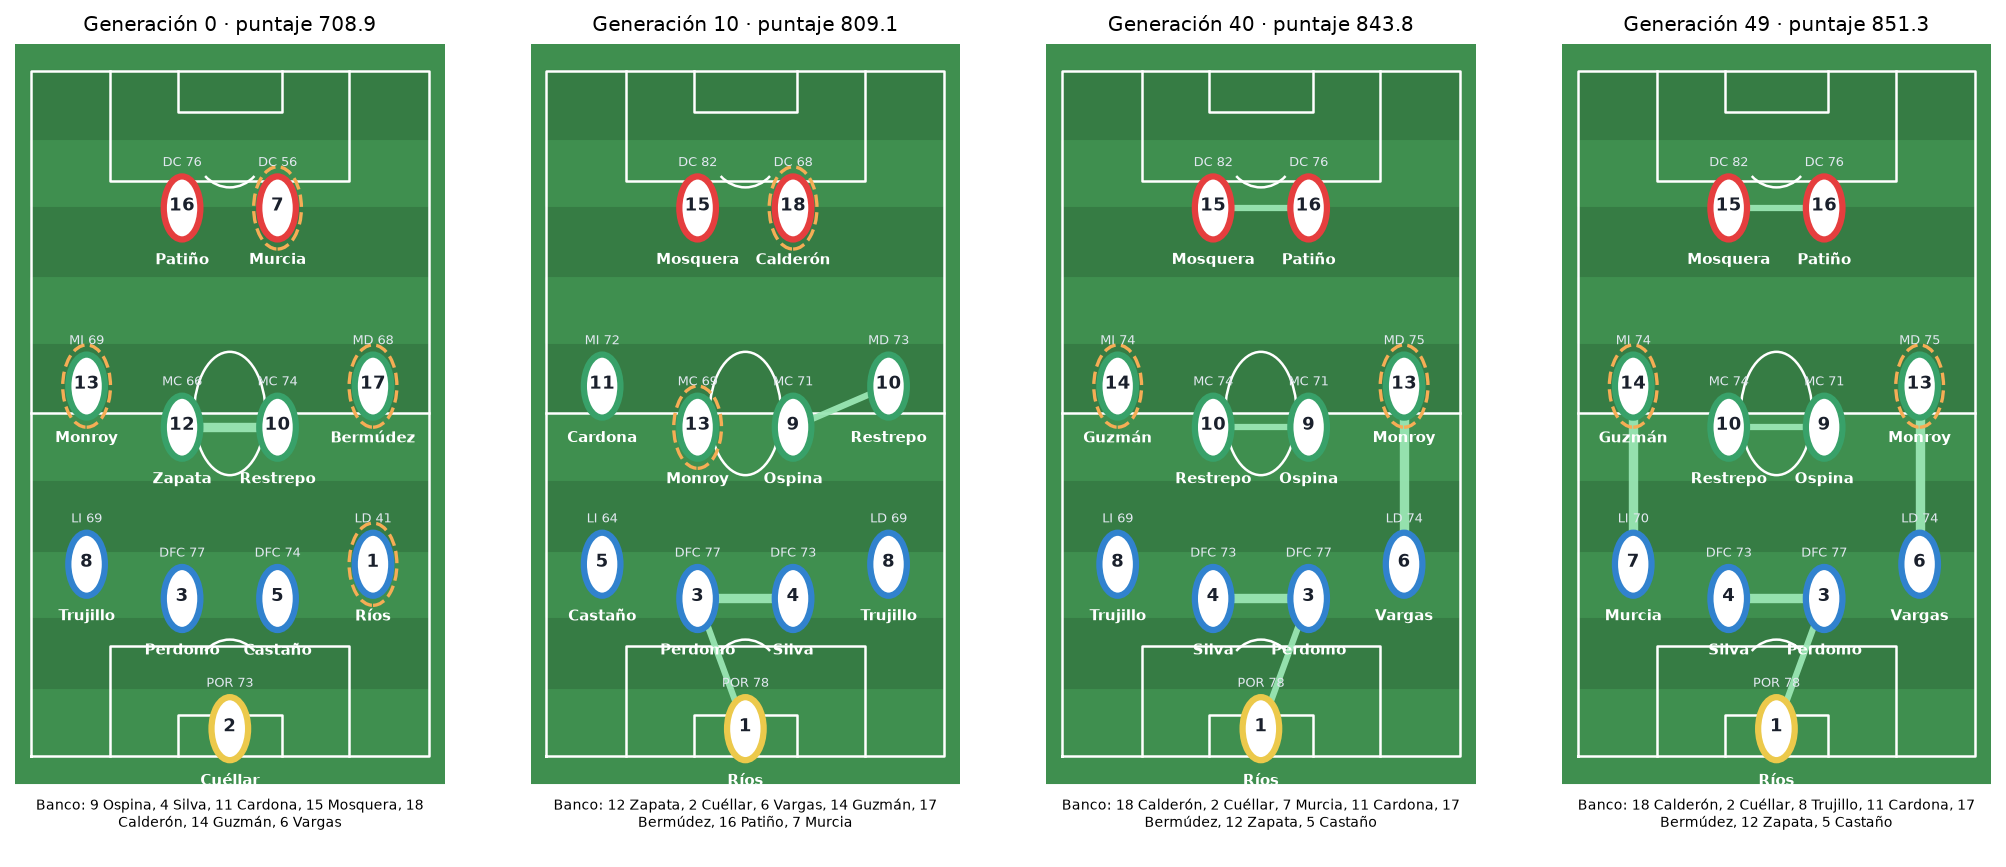 Generación 0 · puntaje 708.9
DC 76 DC 56
16 7
Patiño Murcia
MI 69 MD 68
13 17
MC 66 MC 74
12 10
Monroy Bermúdez
Zapata Restrepo
LI 69 LD 41
8 1
DFC 77 DFC 74
3 5
Trujillo Ríos
Perdomo Castaño
POR 73
2
Cuéllar
Banco: 9 Ospina, 4 Silva, 11 Cardona, 15 Mosquera, 18
Calderón, 14 Guzmán, 6 Vargas
Generación 10 · puntaje 809.1
DC 82 DC 68
15 18
Mosquera Calderón
MI 72 MD 73
11 10
MC 69 MC 71
13 9
Cardona Restrepo
Monroy Ospina
LI 64 LD 69
5 8
DFC 77 DFC 73
3 4
Castaño Trujillo
Perdomo Silva
POR 78
1
Ríos
Banco: 12 Zapata, 2 Cuéllar, 6 Vargas, 14 Guzmán, 17
Bermúdez, 16 Patiño, 7 Murcia
Generación 40 · puntaje 843.8
DC 82 DC 76
15 16
Mosquera Patiño
MI 74 MD 75
14 13
MC 74 MC 71
10 9
Guzmán Monroy
Restrepo Ospina
LI 69 LD 74
8 6
DFC 73 DFC 77
4 3
Trujillo Vargas
Silva Perdomo
POR 78
1
Ríos
Banco: 18 Calderón, 2 Cuéllar, 7 Murcia, 11 Cardona, 17
Bermúdez, 12 Zapata, 5 Castaño
Generación 49 · puntaje 851.3
DC 82 DC 76
15 16
Mosquera Patiño
MI 74 MD 75
14 13
MC 74 MC 71
10 9
Guzmán Monroy
Restrepo Ospina
LI 70 LD 74
7 6
DFC 73 DFC 77
4 3
Murcia Vargas
Silva Perdomo
POR 78
1
Ríos
Banco: 18 Calderón, 2 Cuéllar, 8 Trujillo, 11 Cardona, 17
Bermúdez, 12 Zapata, 5 Castaño